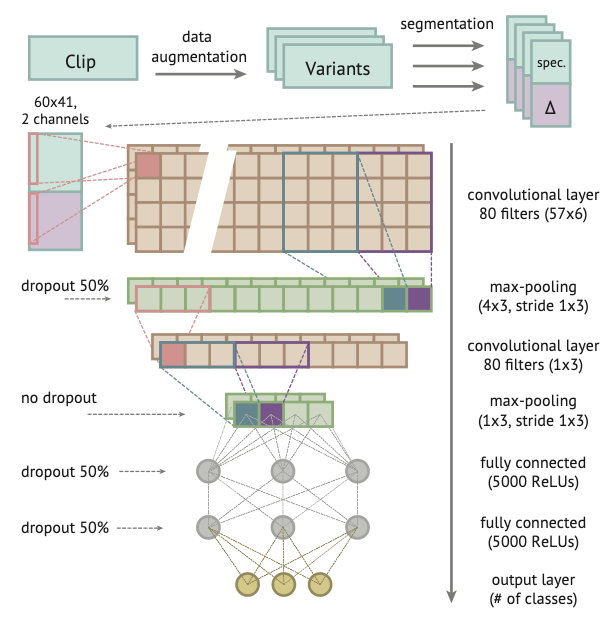 Clip
data
augmentation
Variants
segmentation
spec.
Δ
60x41,
2 channels
convolutional layer
80 filters (57x6)
dropout 50%
max-pooling
(4x3, stride 1x3)
convolutional layer
80 filters (1x3)
no dropout
max-pooling
(1x3, stride 1x3)
dropout 50%
fully connected
(5000 ReLUs)
dropout 50%
fully connected
(5000 ReLUs)
output layer
(# of classes)